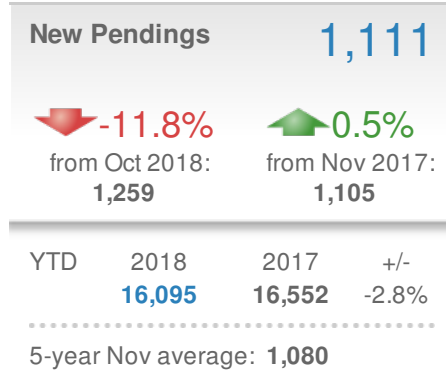 New Pendings 1,111
-11.8% 0.5%
from Oct 2018: from Nov 2017:
1,259 1,105
YTD 2018 2017 +/-
16,095 16,552 -2.8%
5-year Nov average: 1,080